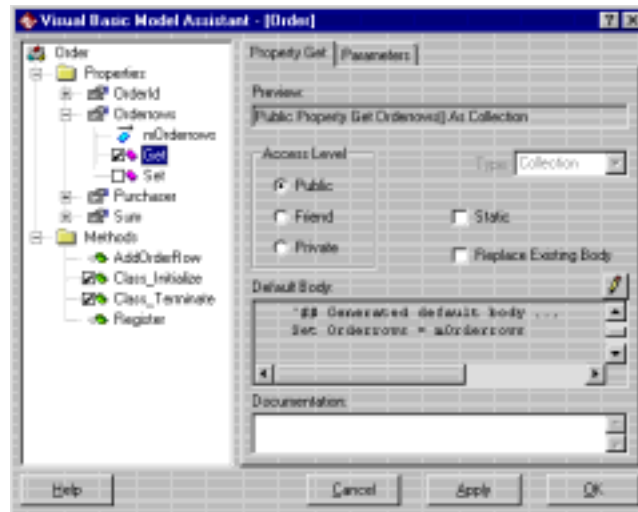 Visual Basic Model Assistant - [Order]
Order
Properties
OrderId
Orderrows
mOrderrows
Get
Set
Purchaser
Sum
Methods
AddOrderRow
Class_Initialize
Class_Terminate
Register
Property Get
Parameters
Preview:
Public Property Get Orderrows() As Collection
Access Level
Public
Friend
Private
Type: Collection
Static
Replace Existing Body
Default Body:
'## Generated default body ...
Set Orderrows = mOrderrows
Documentation:
Help
Cancel
Apply
OK